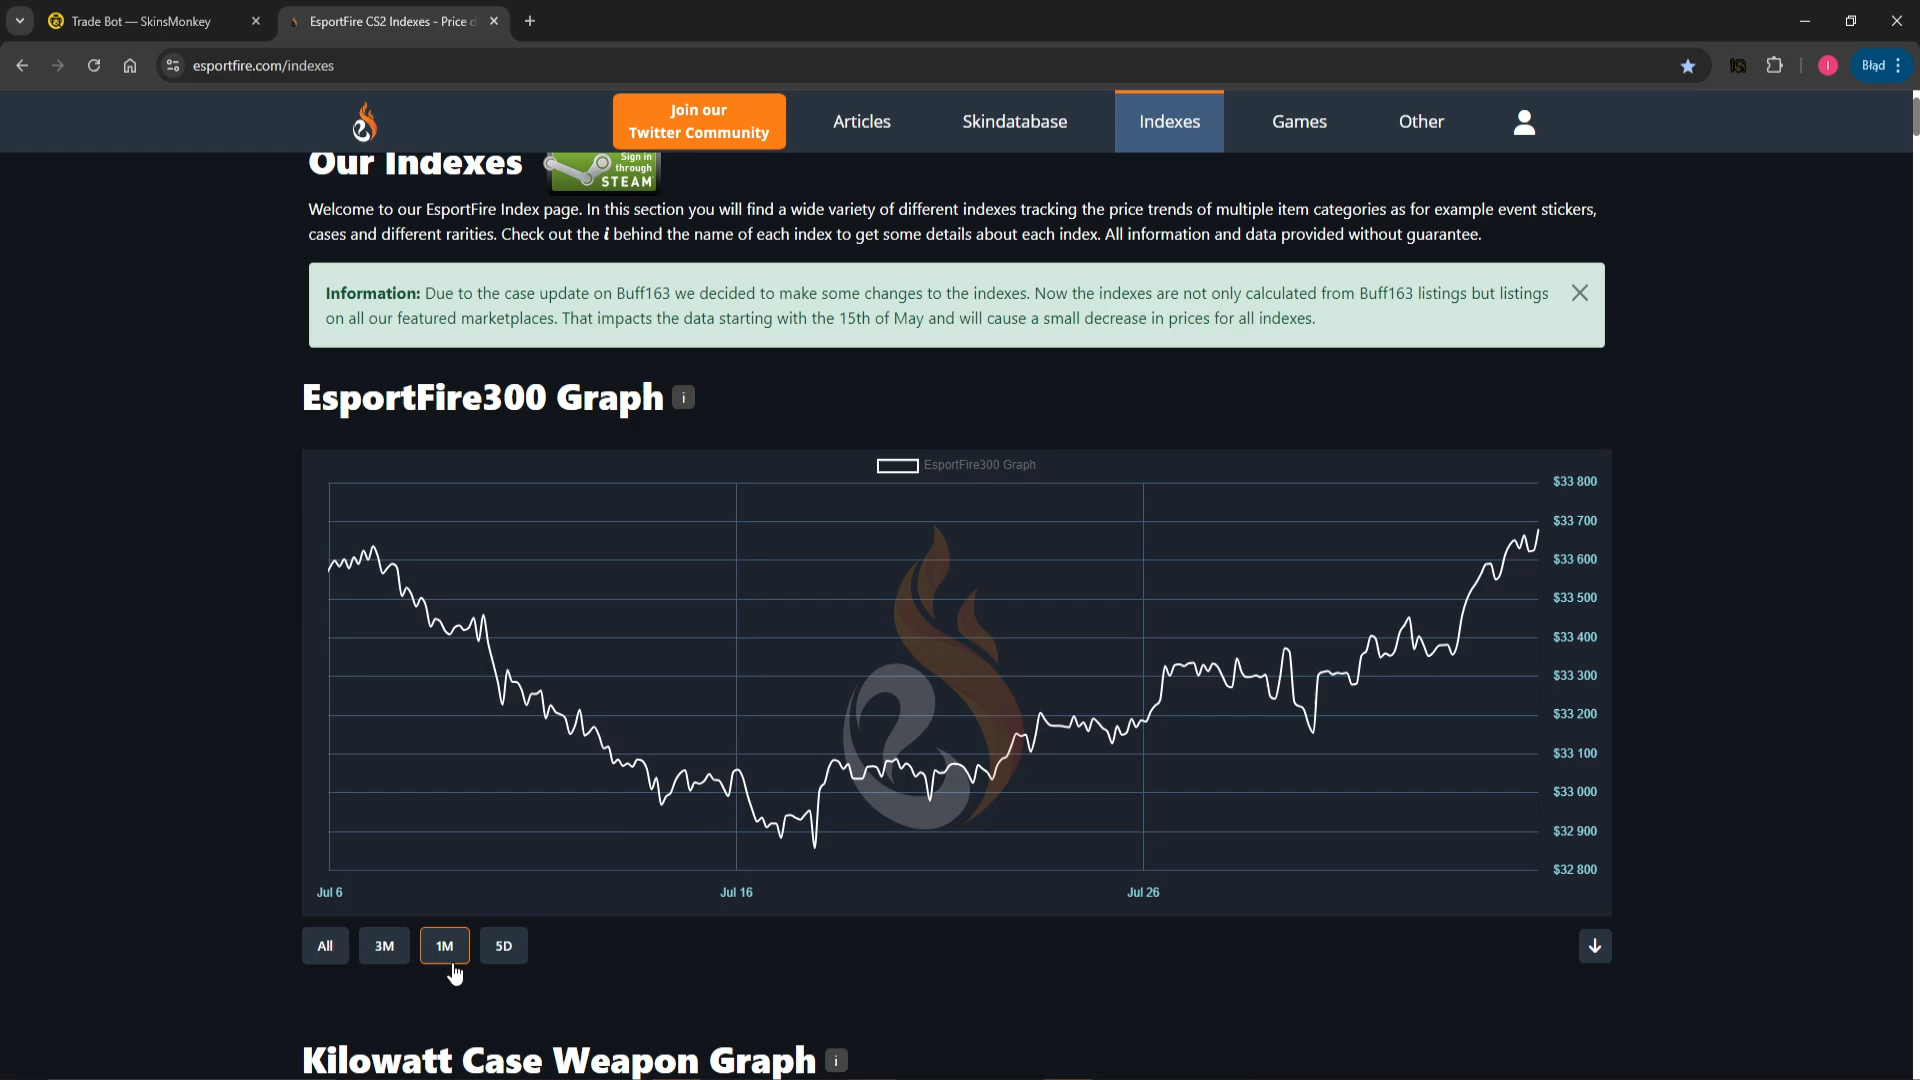 Trade Bot — SkinsMonkey
EsportFire CS2 Indexes - Price d
esportfire.com/indexes
Błąd
Join our
Twitter Community
Articles
Skindatabase
Indexes
Games
Other
Our Indexes
Sign in
through
STEAM
Welcome to our EsportFire Index page. In this section you will find a wide variety of different indexes tracking the price trends of multiple item categories as for example event stickers,
cases and different rarities. Check out the i behind the name of each index to get some details about each index. All information and data provided without guarantee.
Information: Due to the case update on Buff163 we decided to make some changes to the indexes. Now the indexes are not only calculated from Buff163 listings but listings
on all our featured marketplaces. That impacts the data starting with the 15th of May and will cause a small decrease in prices for all indexes.
EsportFire300 Graph i
EsportFire300 Graph
$33 800
$33 700
$33 600
$33 500
$33 400
$33 300
$33 200
$33 100
$33 000
$32 900
$32 800
Jul 6
Jul 16
Jul 26
All
3M
1M
5D
Kilowatt Case Weapon Graph i